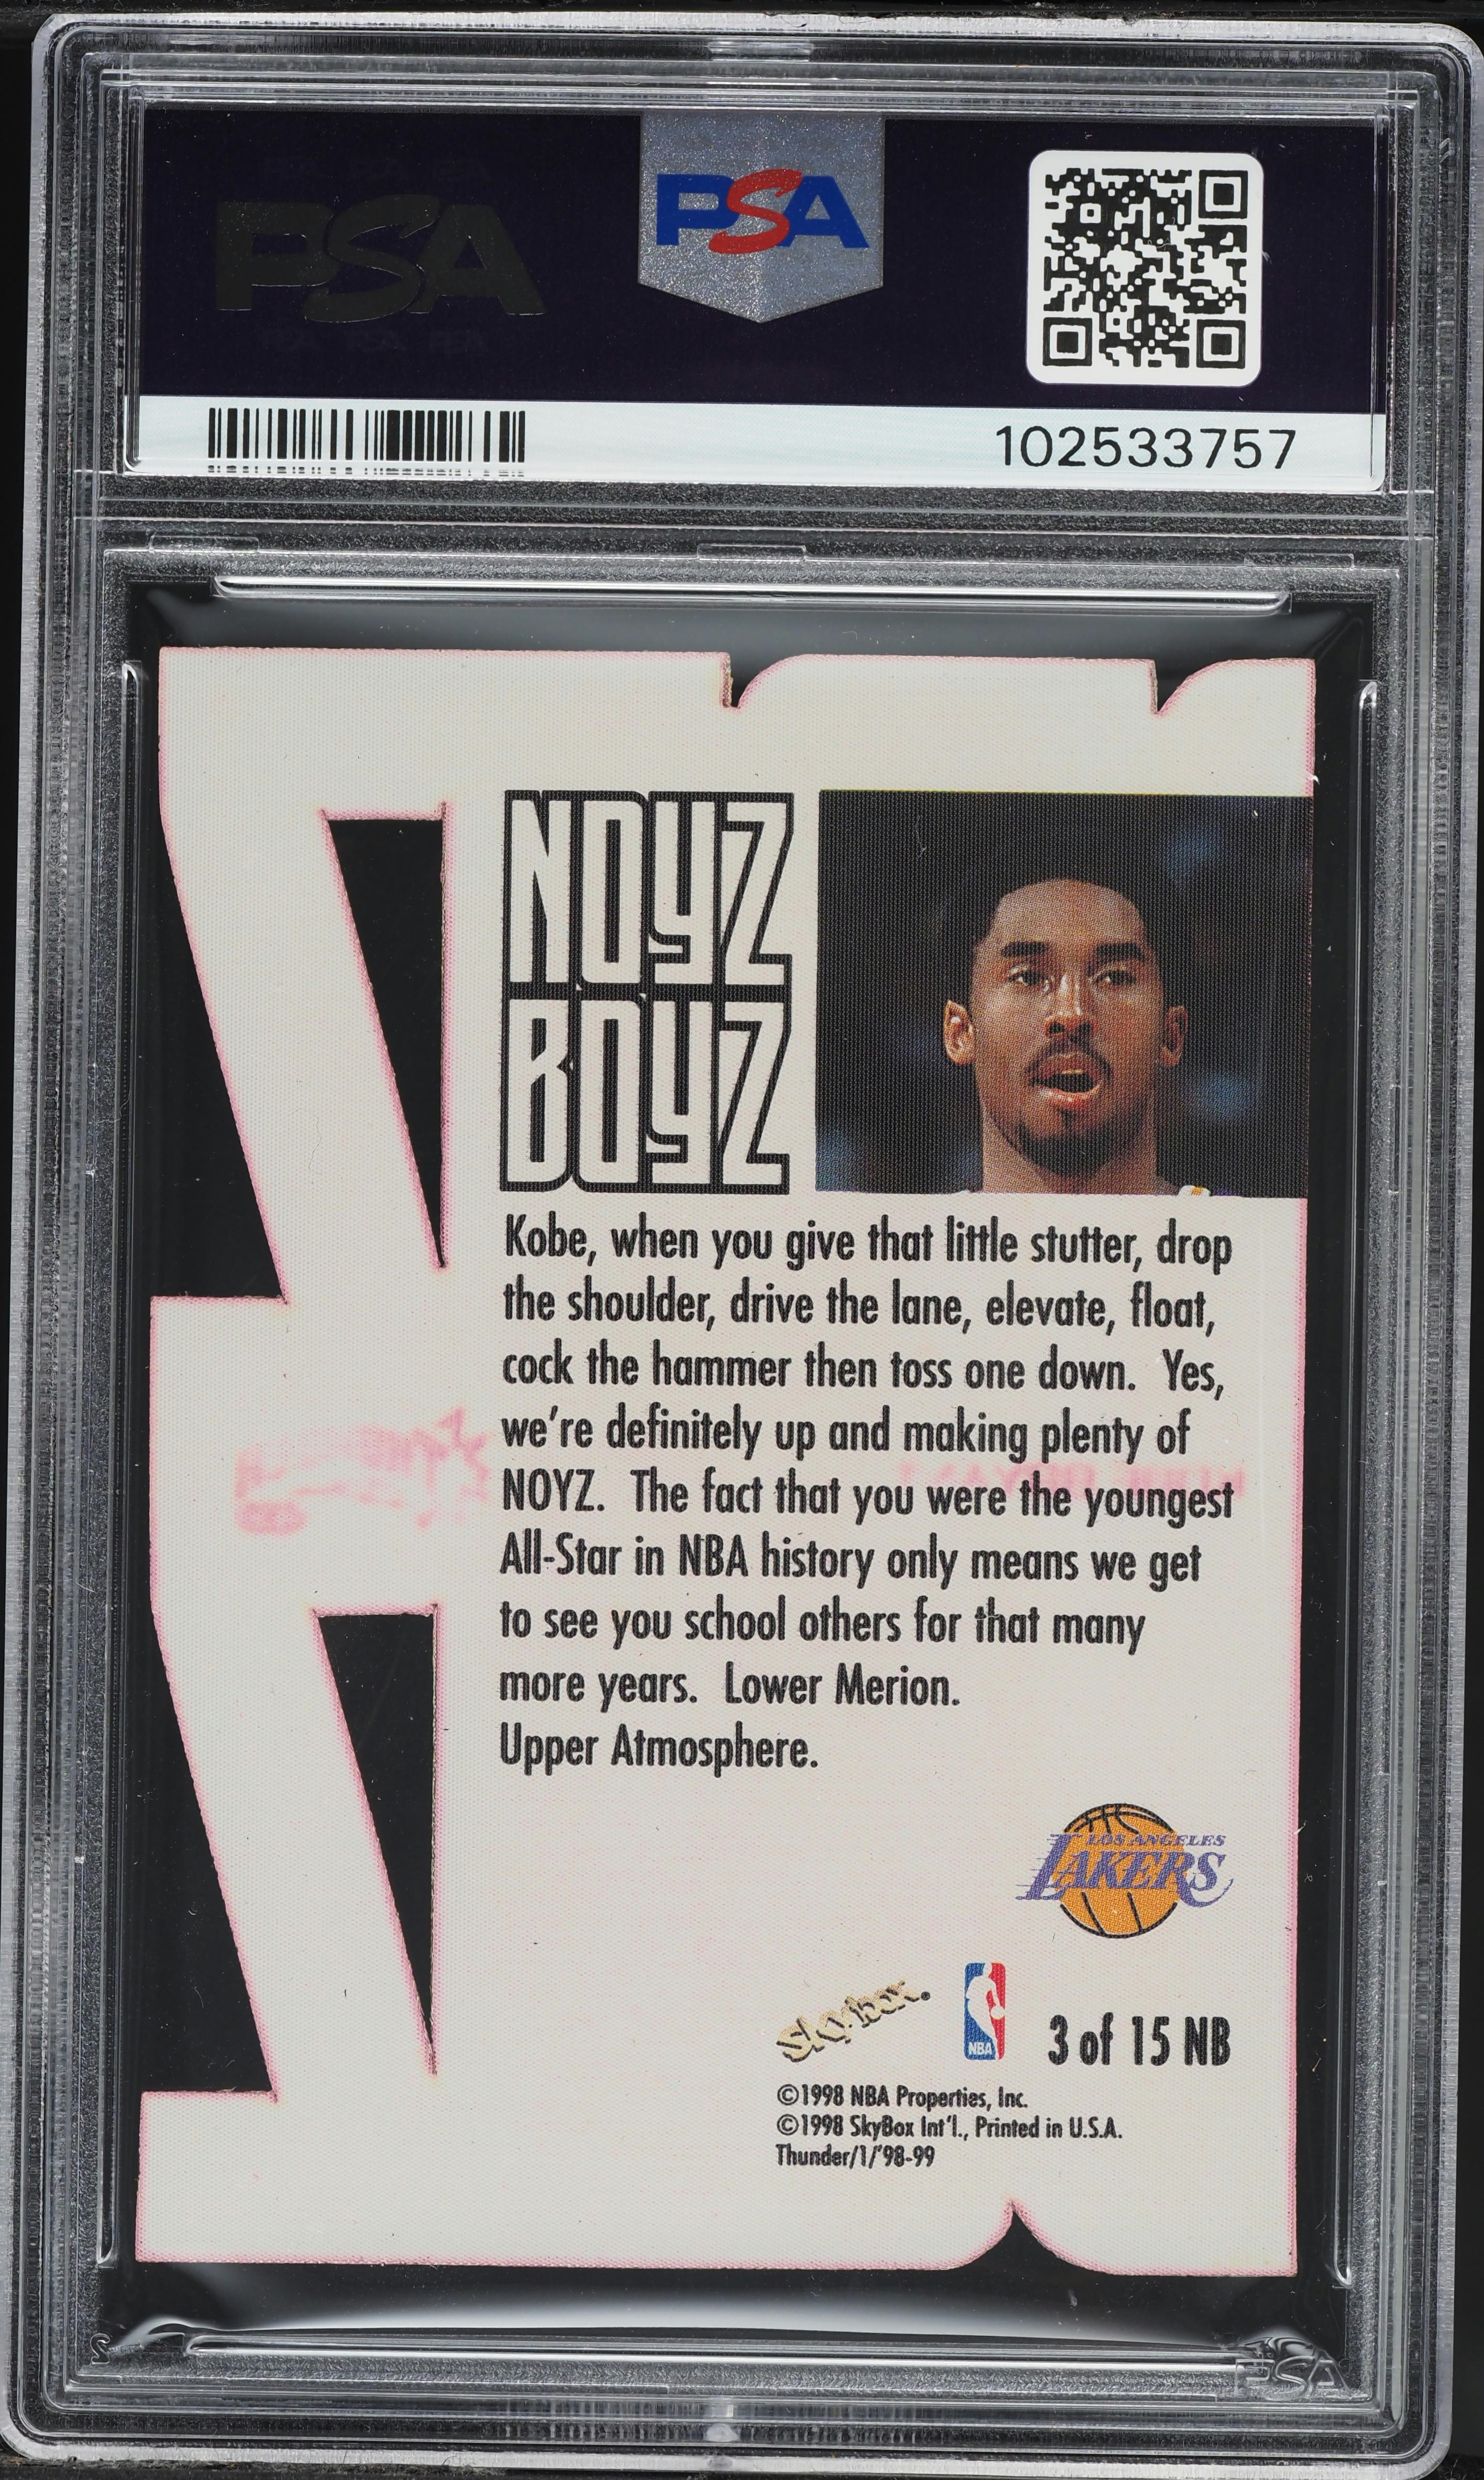 PSA
PSA
102533757
NOYZ
BOYZ
Kobe, when you give that little stutter, drop
the shoulder, drive the lane, elevate, float,
cock the hammer then toss one down. Yes,
we're definitely up and making plenty of
NOYZ. The fact that you were the youngest
All-Star in NBA history only means we get
to see you school others for that many
more years. Lower Merion.
Upper Atmosphere.
LOS ANGELES
LAKERS
Skybox®
NBA
3 of 15 NB
©1998 NBA Properties, Inc.
©1998 SkyBox Int'l., Printed in U.S.A.
Thunder/1/'98-99
PSA